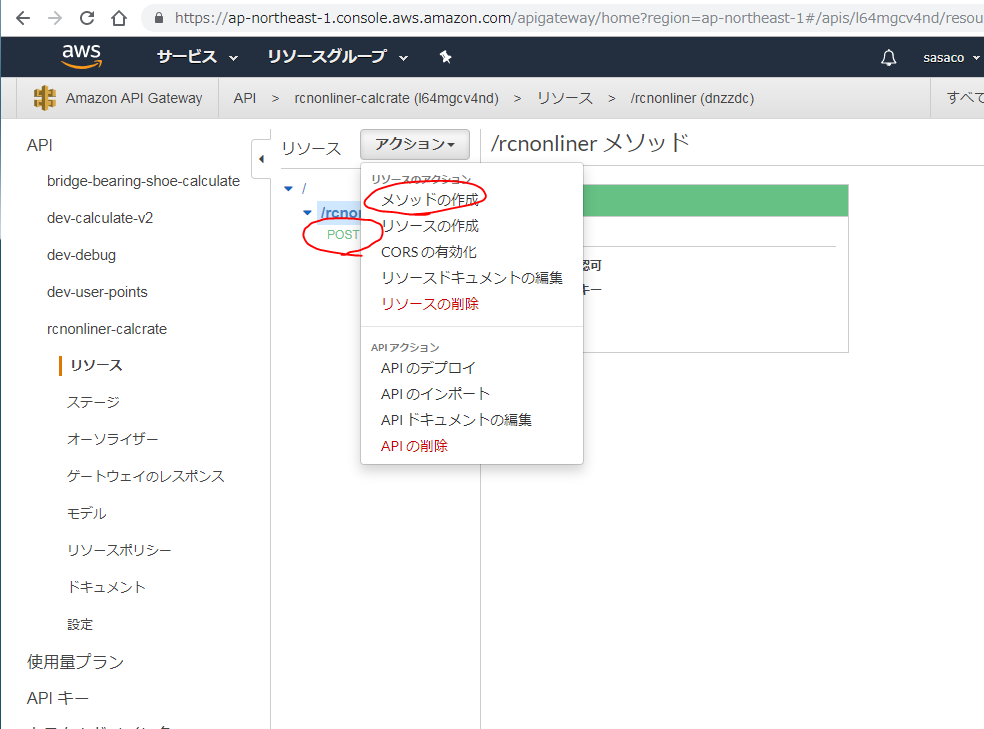 https://ap-northeast-1.console.aws.amazon.com/apigateway/home?region=ap-northeast-1#/apis/l64mgcv4nd/resou
aws サービス リソースグループ sasaco
Amazon API Gateway API > rcnonliner-calcrate (l64mgcv4nd) > リソース > /rcnonliner (dnzzdc) すべて
API
bridge-bearing-shoe-calculate
dev-calculate-v2
dev-debug
dev-user-points
rcnonliner-calcrate
リソース
ステージ
オーソライザー
ゲートウェイのレスポンス
モデル
リソースポリシー
ドキュメント
設定
使用量プラン
API キー
リソース アクション
/
/rcnon
POST
リソースのアクション
メソッドの作成
リソースの作成
CORS の有効化
リソースドキュメントの編集
リソースの削除
API アクション
API のデプロイ
API のインポート
API ドキュメントの編集
API の削除
/rcnonliner メソッド
認可
キー